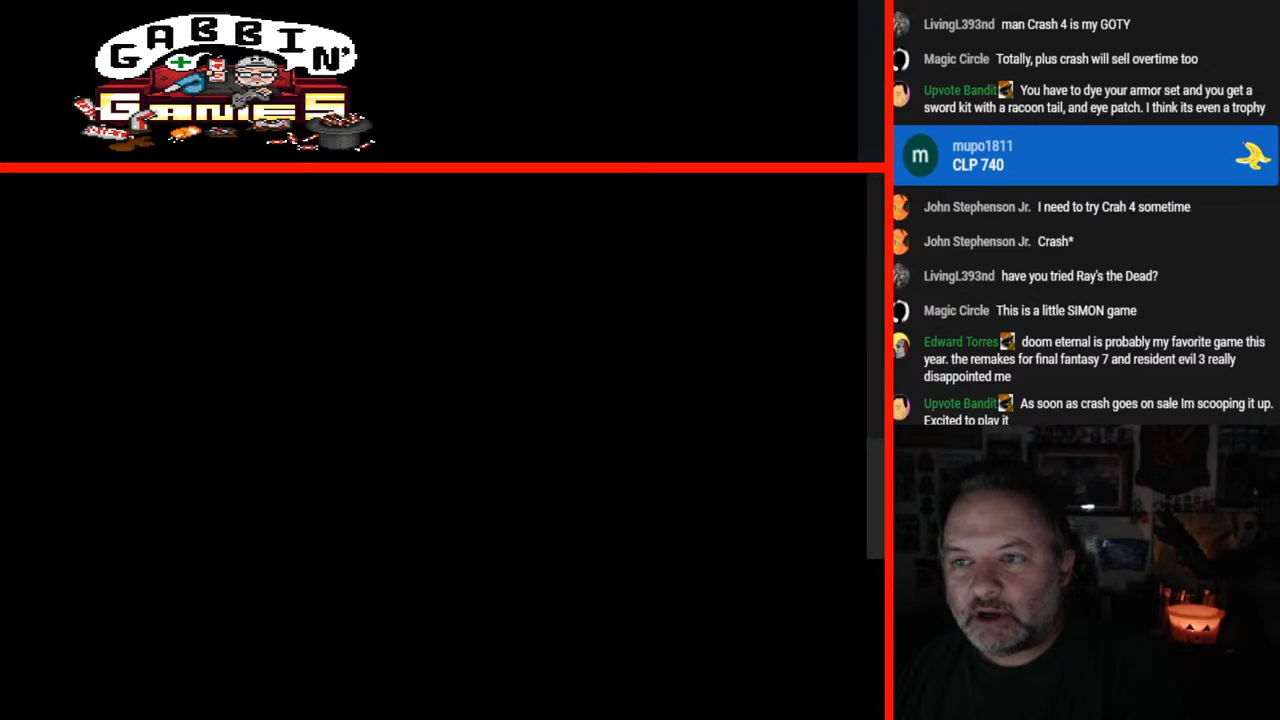 GABBIN'
GAMES
LivingL393nd man Crash 4 is my GOTY
Magic Circle Totally, plus crash will sell overtime too
Upvote Bandit You have to dye your armor set and you get a
sword kit with a racoon tail, and eye patch. I think its even a trophy
m
mupo1811
CLP 740
John Stephenson Jr. I need to try Crah 4 sometime
John Stephenson Jr. Crash*
LivingL393nd have you tried Ray's the Dead?
Magic Circle This is a little SIMON game
Edward Torres doom eternal is probably my favorite game this
year. the remakes for final fantasy 7 and resident evil 3 really
disappointed me
Upvote Bandit As soon as crash goes on sale Im scooping it up.
Excited to play it